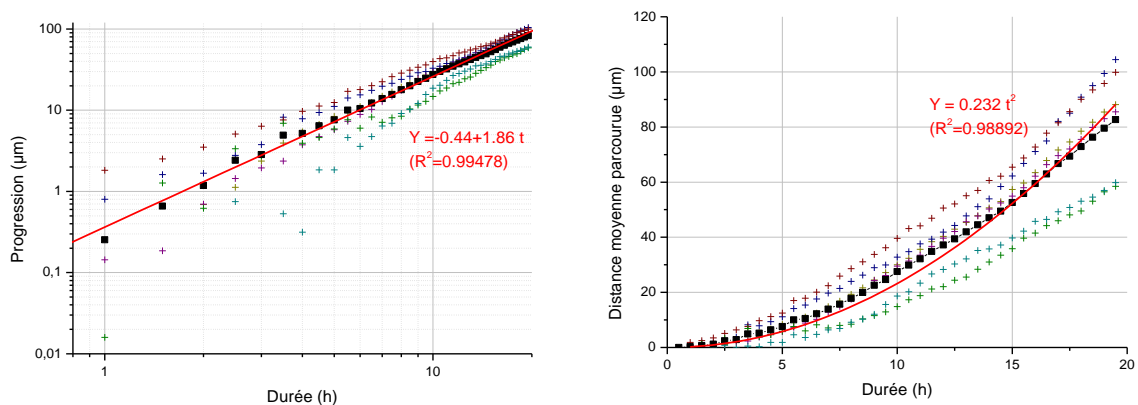 Progression (µm)
100
10
1
0,1
0,01
1
10
Durée (h)
Y =-0.44+1.86 t
(R²=0.99478)
Distance moyenne parcourue (µm)
120
100
80
60
40
20
0
0
5
10
15
20
Durée (h)
Y = 0.232 t²
(R²=0.98892)